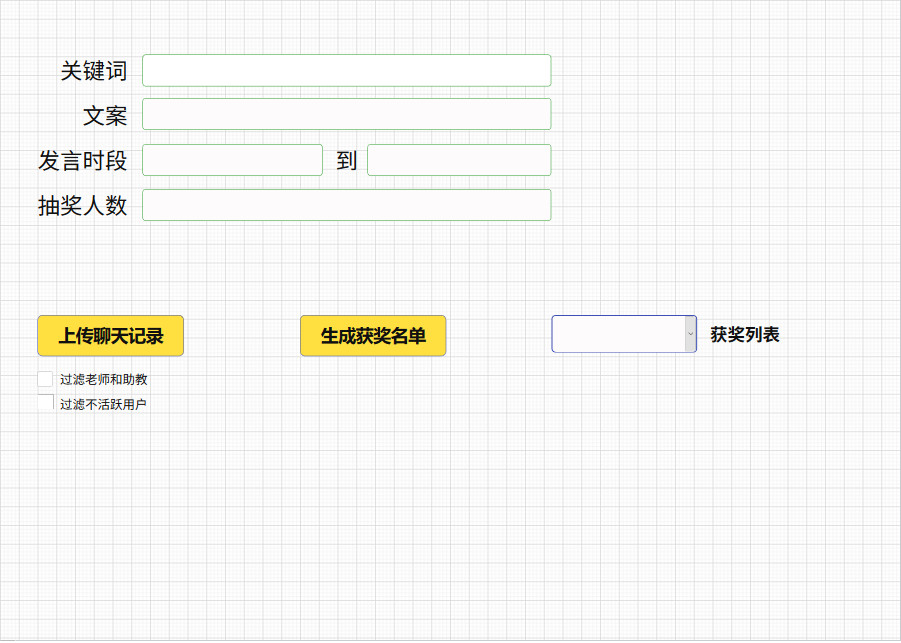 关键词
文案
发言时段 到
抽奖人数
上传聊天记录 生成获奖名单 获奖列表
过滤老师和助教
过滤不活跃用户